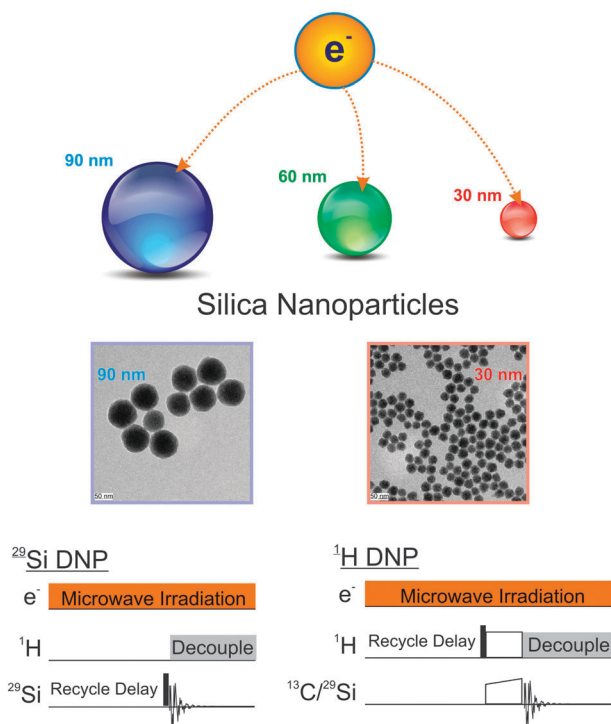 e⁻
90 nm
60 nm
30 nm
Silica Nanoparticles
90 nm
30 nm
50 nm
50 nm
²⁹Si DNP
e⁻ Microwave Irradiation
¹H Decouple
²⁹Si Recycle Delay
¹H DNP
e⁻ Microwave Irradiation
¹H Recycle Delay Decouple
¹³C/²⁹Si